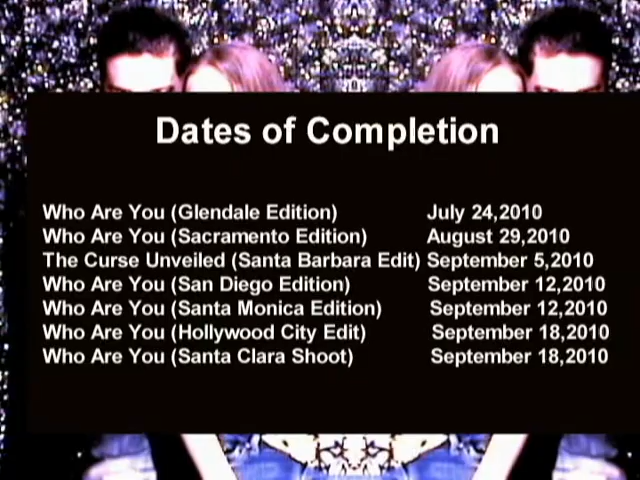 Dates of Completion
Who Are You (Glendale Edition) July 24,2010
Who Are You (Sacramento Edition) August 29,2010
The Curse Unveiled (Santa Barbara Edit) September 5,2010
Who Are You (San Diego Edition) September 12,2010
Who Are You (Santa Monica Edition) September 12,2010
Who Are You (Hollywood City Edit) September 18,2010
Who Are You (Santa Clara Shoot) September 18,2010